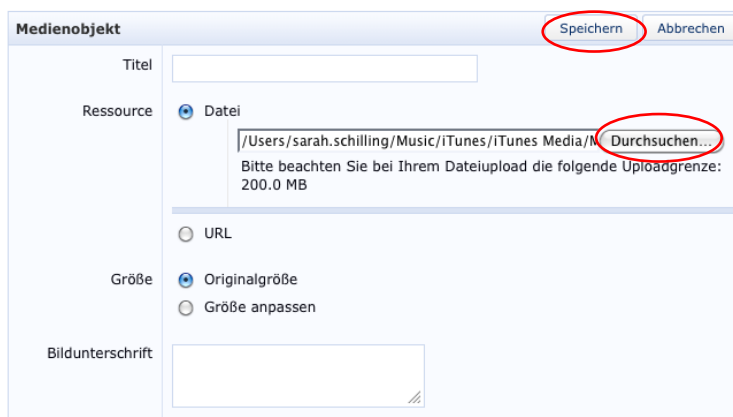 Medienobjekt Speichern Abbrechen
Titel
Ressource Datei
/Users/sarah.schilling/Music/iTunes/iTunes Media/M Durchsuchen...
Bitte beachten Sie bei Ihrem Dateiupload die folgende Uploadgrenze:
200.0 MB
URL
Größe Originalgröße
Größe anpassen
Bildunterschrift